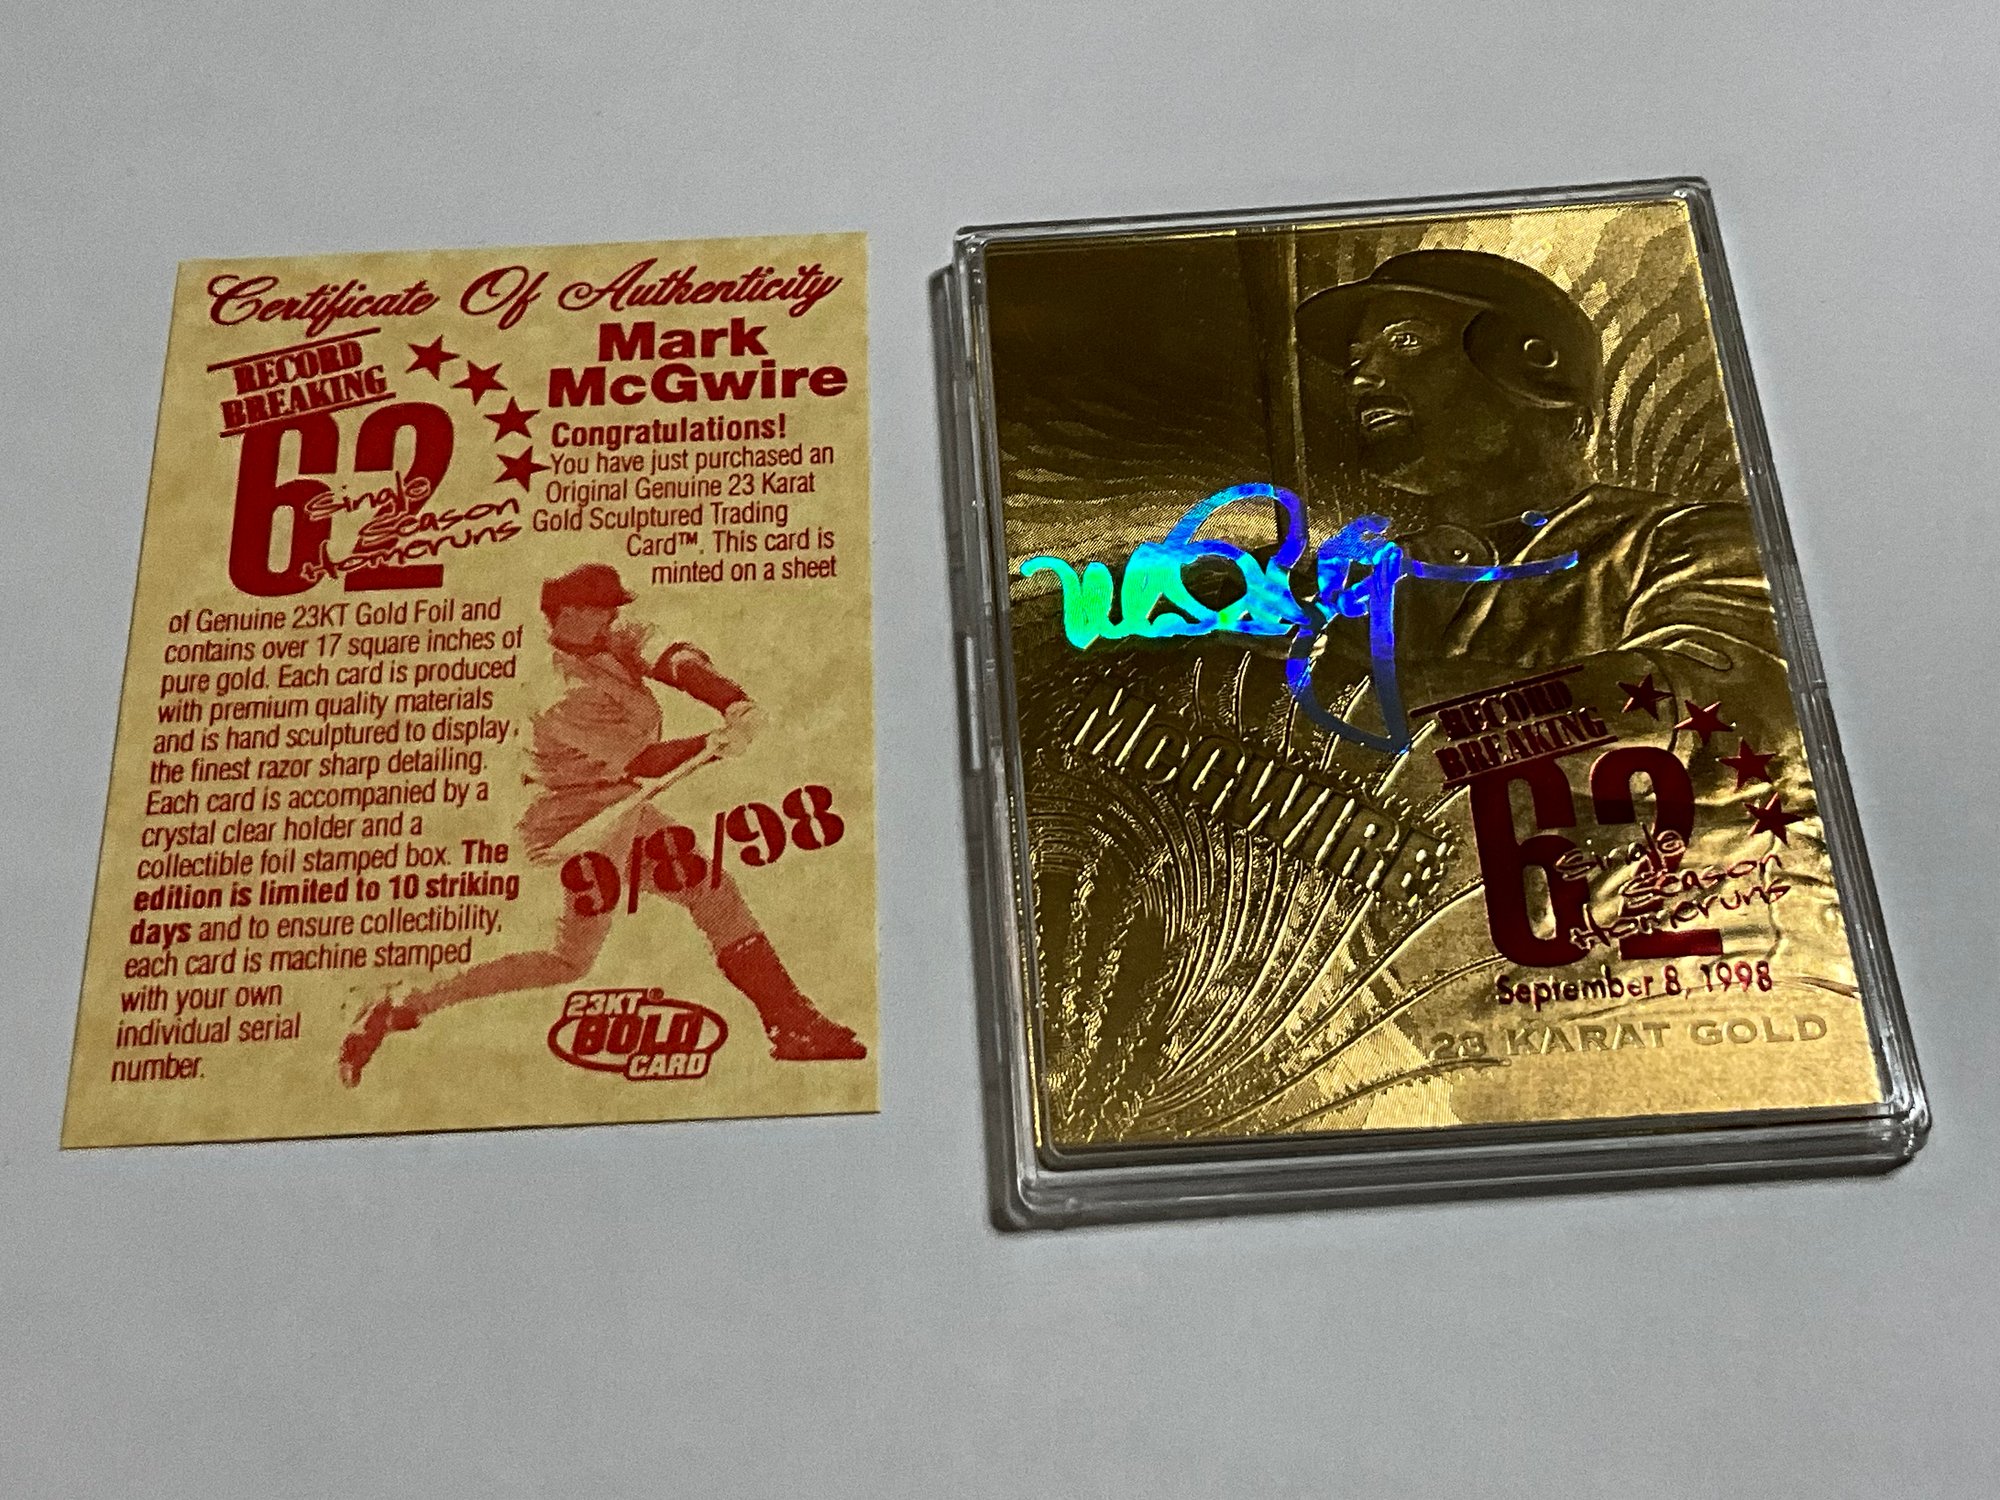 Certificate Of Authenticity
RECORD
BREAKING
62
Single
Season
Homeruns
Mark
McGwire
Congratulations!
You have just purchased an
Original Genuine 23 Karat
Gold Sculptured Trading
Card™. This card is
minted on a sheet
of Genuine 23KT Gold Foil and
contains over 17 square inches of
pure gold. Each card is produced
with premium quality materials
and is hand sculptured to display
the finest razor sharp detailing.
Each card is accompanied by a
crystal clear holder and a
collectible foil stamped box. The
edition is limited to 10 striking
days and to ensure collectibility,
each card is machine stamped
with your own
individual serial
number.
9/8/98
23KT®
GOLD
CARD
McGWIRE
RECORD
BREAKING
62
Single
Season
Homeruns
September 8, 1998
23 KARAT GOLD